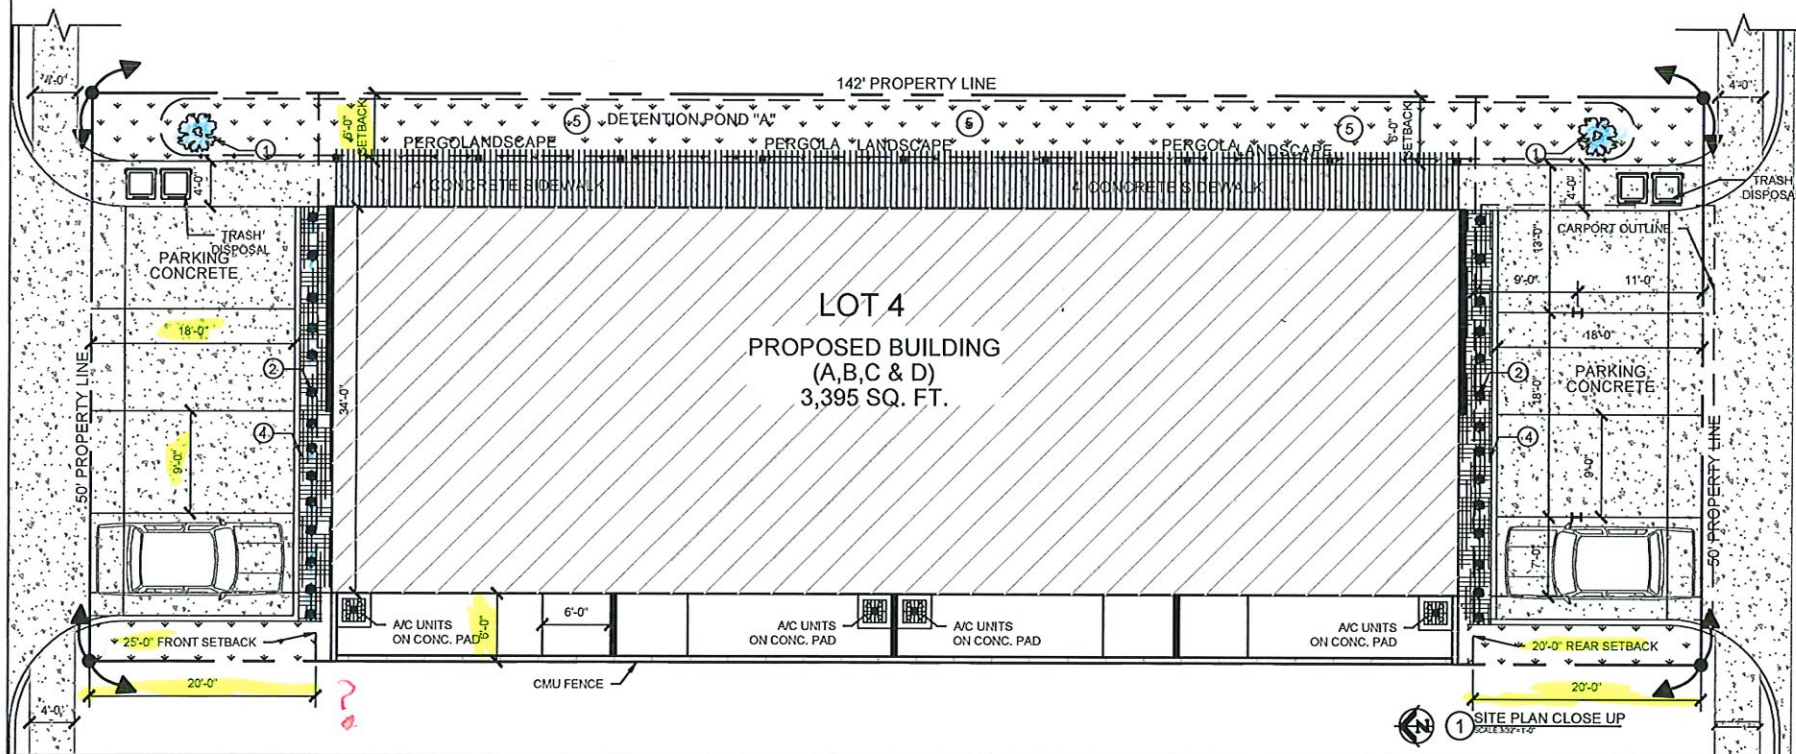 142' PROPERTY LINE
4'-0"
6'-0"
SETBACK
5
DETENTION POND "A"
5
5
6'-0"
SETBACK
4'-0"
1
PERGOLANDSCAPE
PERGOLA LANDSCAPE
PERGOLA LANDSCAPE
1
4'-0"
4' CONCRETE SIDEWALK
4' CONCRETE SIDEWALK
4'-0"
TRASH
DISPOSAL
TRASH
DISPOSAL
PARKING
CONCRETE
CARPORT OUTLINE
13'-0"
9'-0"
11'-0"
LOT 4
PROPOSED BUILDING
(A,B,C & D)
3,395 SQ. FT.
18'-0"
18'-0"
50' PROPERTY LINE
2
34'-0"
2
PARKING
CONCRETE
18'-0"
4
4
9'-0"
9'-0"
50' PROPERTY LINE
7'-0"
A/C UNITS
ON CONC. PAD
6'-0"
6'-0"
A/C UNITS
ON CONC. PAD
A/C UNITS
ON CONC. PAD
A/C UNITS
ON CONC. PAD
25'-0" FRONT SETBACK
20'-0" REAR SETBACK
20'-0"
?
CMU FENCE
20'-0"
4'-0"
N
1
SITE PLAN CLOSE UP
SCALE 3/32"=1'-0"